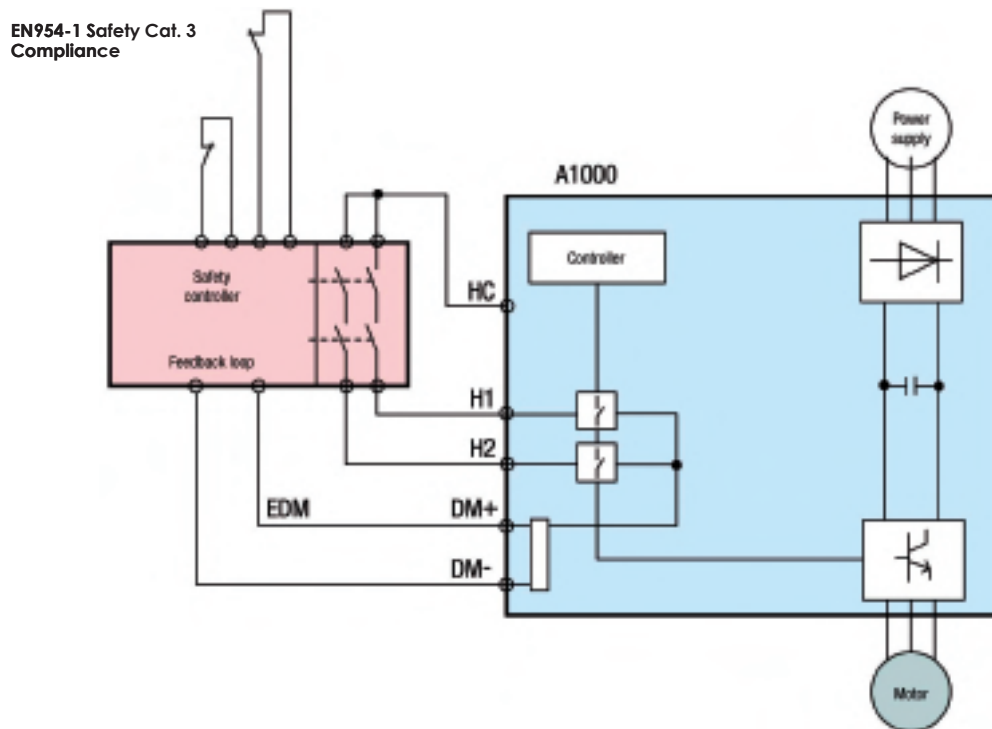 EN954-1 Safety Cat. 3
Compliance
Power
supply
A1000
Controller
Safety
controller
HC
Feedback loop
H1
H2
EDM
DM+
DM-
Motor